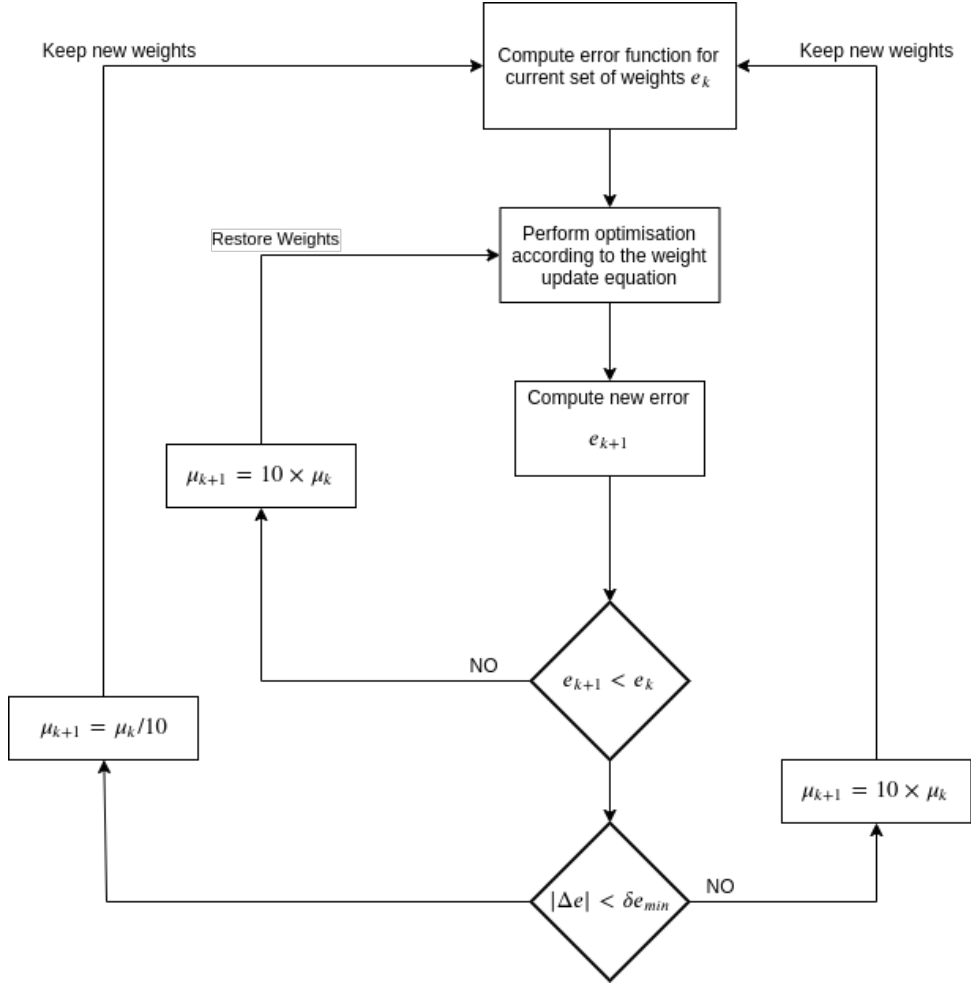 Keep new weights
Keep new weights
Compute error function for
current set of weights e_k
Restore Weights
Perform optimisation
according to the weight
update equation
Compute new error
e_{k+1}
μ_{k+1} = 10 × μ_k
NO
e_{k+1} < e_k
μ_{k+1} = μ_k/10
μ_{k+1} = 10 × μ_k
NO
|Δe| < δe_{min}